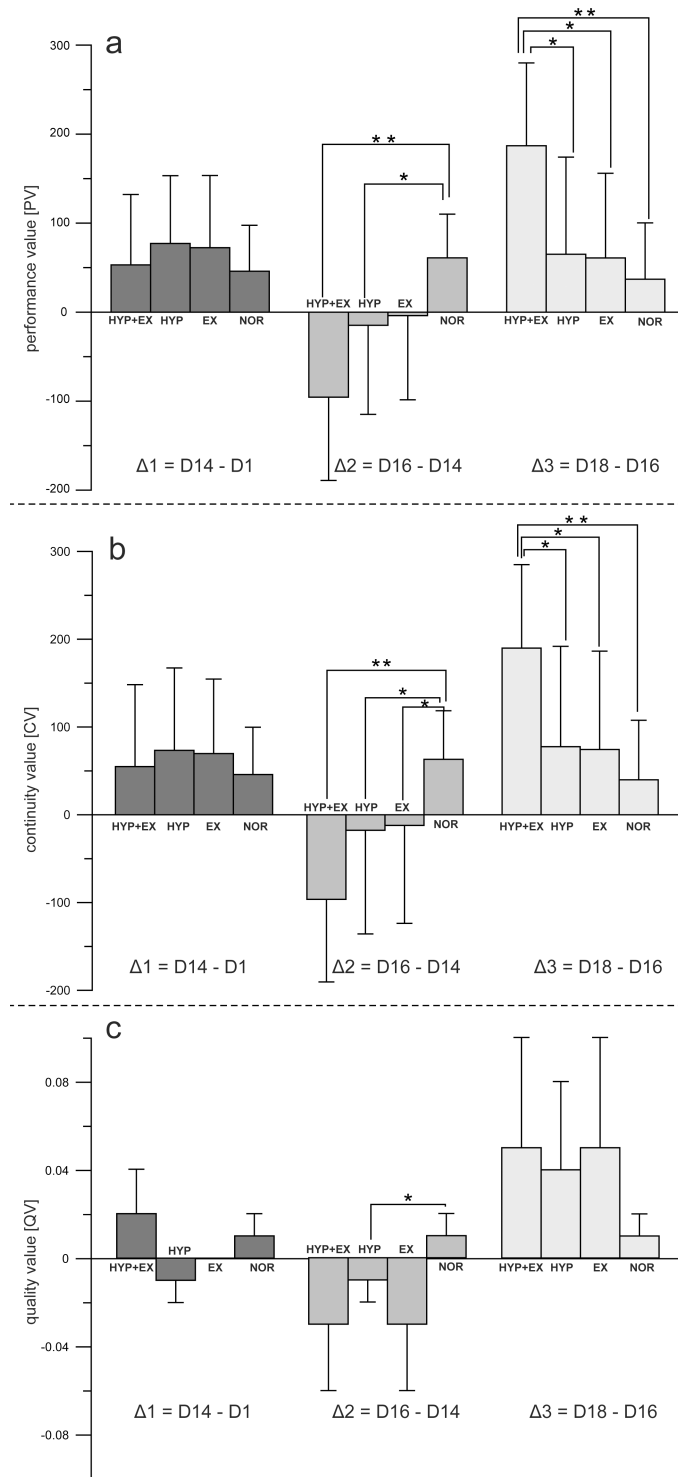 a
performance value [PV]
300
200
100
0
-100
-200
** 
*
*
**
*
HYP+EX HYP EX NOR
HYP+EX HYP EX NOR
HYP+EX HYP EX NOR
Δ1 = D14 - D1 Δ2 = D16 - D14 Δ3 = D18 - D16
b
continuity value [CV]
300
200
100
0
-100
-200
**
*
*
**
*
*
HYP+EX HYP EX NOR
HYP+EX HYP EX NOR
HYP+EX HYP EX NOR
Δ1 = D14 - D1 Δ2 = D16 - D14 Δ3 = D18 - D16
c
quality value [QV]
0.08
0.04
0
-0.04
-0.08
*
HYP+EX HYP EX NOR
HYP+EX HYP EX NOR
HYP+EX HYP EX NOR
Δ1 = D14 - D1 Δ2 = D16 - D14 Δ3 = D18 - D16